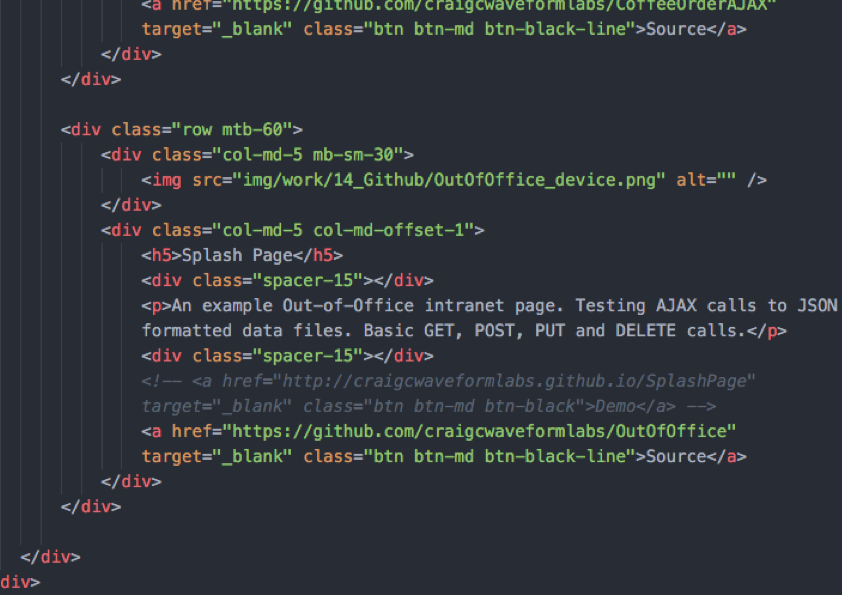 <a href="https://github.com/craigcwaveformlabs/CoffeeOrderAJAX"
target="_blank" class="btn btn-md btn-black-line">Source</a>
</div>
</div>
<div class="row mtb-60">
<div class="col-md-5 mb-sm-30">
<img src="img/work/14_Github/OutOfOffice_device.png" alt="" />
</div>
<div class="col-md-5 col-md-offset-1">
<h5>Splash Page</h5>
<div class="spacer-15"></div>
<p>An example Out-of-Office intranet page. Testing AJAX calls to JSON
formatted data files. Basic GET, POST, PUT and DELETE calls.</p>
<div class="spacer-15"></div>
<!-- <a href="http://craigcwaveformlabs.github.io/SplashPage"
target="_blank" class="btn btn-md btn-black">Demo</a> -->
<a href="https://github.com/craigcwaveformlabs/OutOfOffice"
target="_blank" class="btn btn-md btn-black-line">Source</a>
</div>
</div>
</div>
div>